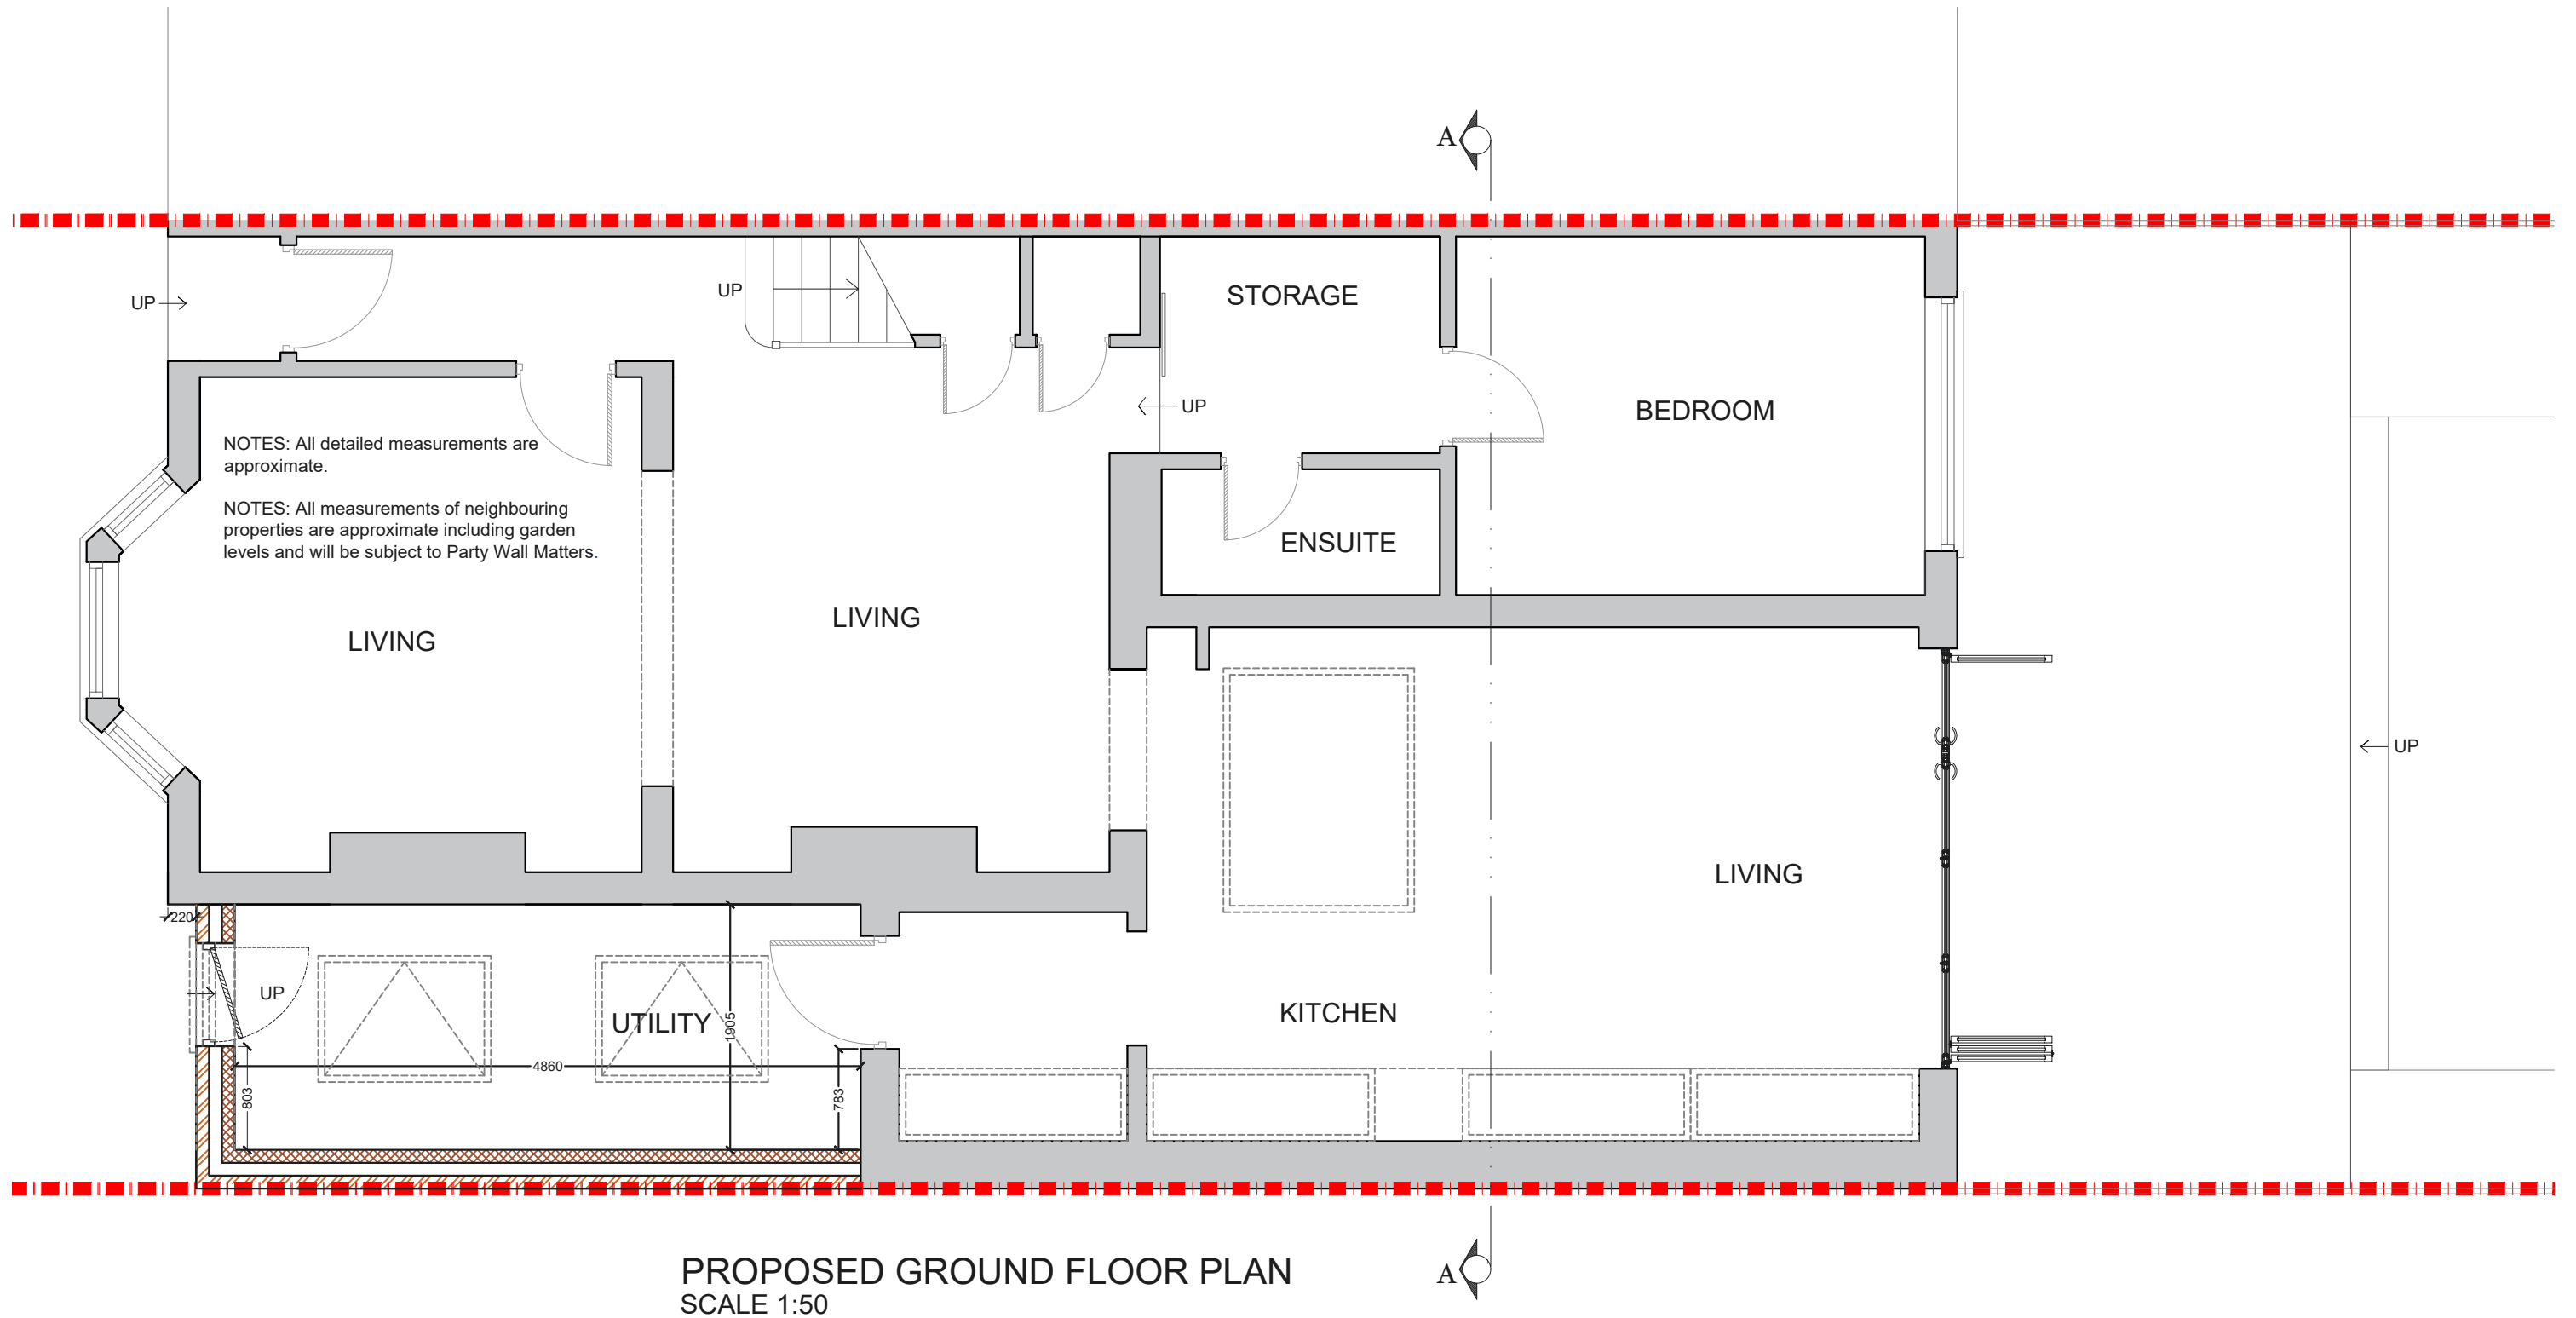 A
UP
UP
STORAGE
UP
BEDROOM
NOTES: All detailed measurements are
approximate.
NOTES: All measurements of neighbouring
properties are approximate including garden
levels and will be subject to Party Wall Matters.
ENSUITE
LIVING
LIVING
UP
LIVING
220
UP
UTILITY
1905
KITCHEN
4860
803
783
PROPOSED GROUND FLOOR PLAN
A
SCALE 1:50